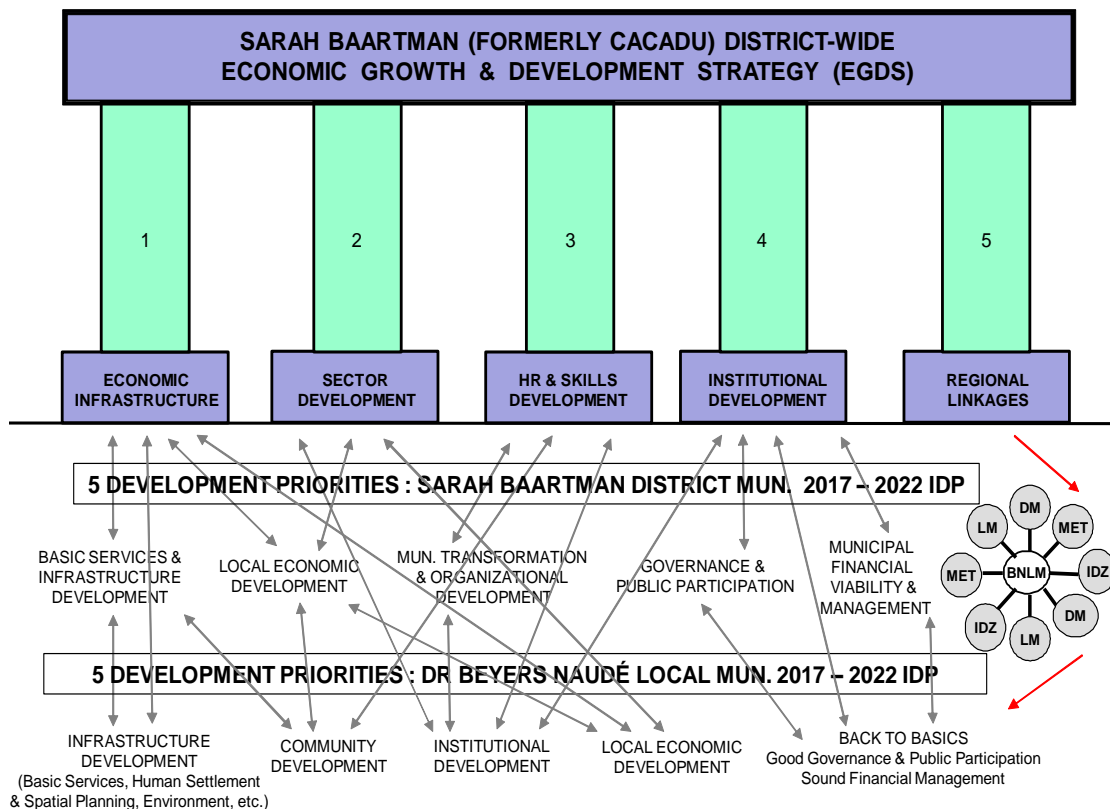 SARAH BAARTMAN (FORMERLY CACADU) DISTRICT-WIDE
ECONOMIC GROWTH & DEVELOPMENT STRATEGY (EGDS)
1
2
3
4
5
ECONOMIC
INFRASTRUCTURE
SECTOR
DEVELOPMENT
HR & SKILLS
DEVELOPMENT
INSTITUTIONAL
DEVELOPMENT
REGIONAL
LINKAGES
5 DEVELOPMENT PRIORITIES : SARAH BAARTMAN DISTRICT MUN. 2017 – 2022 IDP
BASIC SERVICES &
INFRASTRUCTURE
DEVELOPMENT
LOCAL ECONOMIC
DEVELOPMENT
MUN. TRANSFORMATION
& ORGANIZATIONAL
DEVELOPMENT
GOVERNANCE &
PUBLIC PARTICIPATION
MUNICIPAL
FINANCIAL
VIABILITY &
MANAGEMENT
DM
LM
MET
MET
BNLM
IDZ
IDZ
DM
LM
5 DEVELOPMENT PRIORITIES : DR BEYERS NAUDÉ LOCAL MUN. 2017 – 2022 IDP
INFRASTRUCTURE
DEVELOPMENT
(Basic Services, Human Settlement
& Spatial Planning, Environment, etc.)
COMMUNITY
DEVELOPMENT
INSTITUTIONAL
DEVELOPMENT
LOCAL ECONOMIC
DEVELOPMENT
BACK TO BASICS
Good Governance & Public Participation
Sound Financial Management